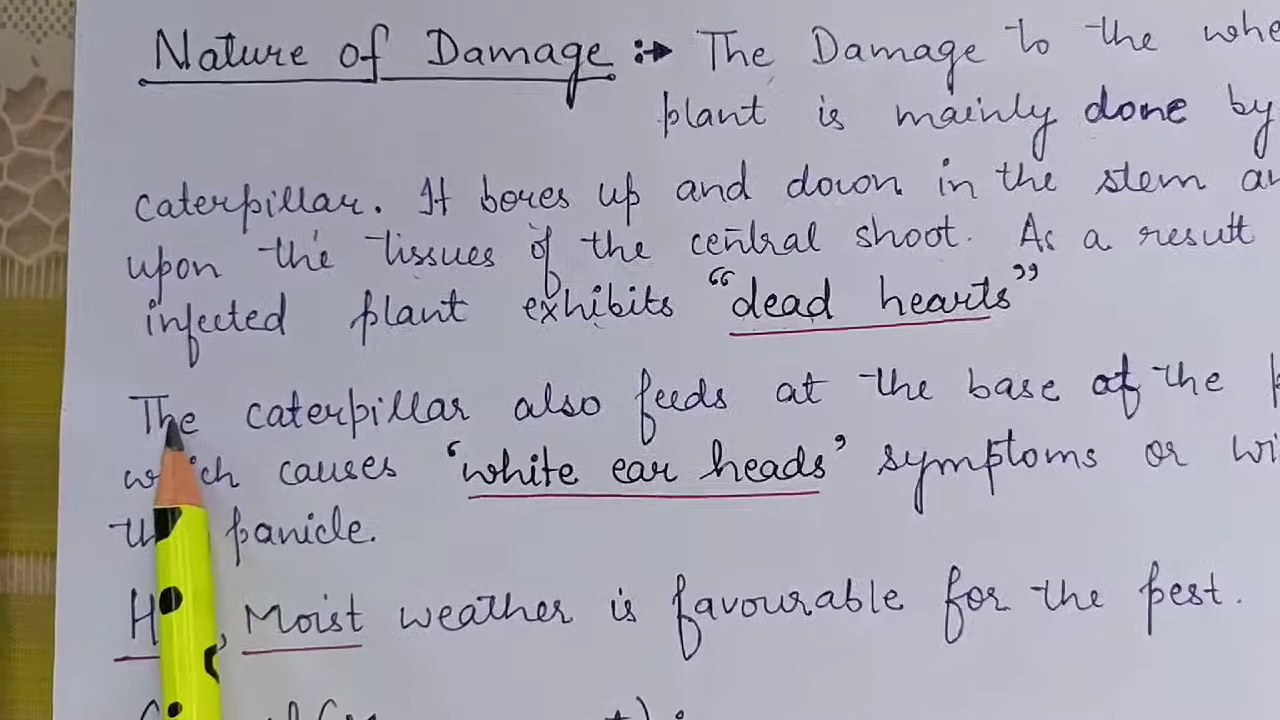 Nature of Damage :→ The Damage to the whe
plant is mainly done by
caterpillar. It bores up and down in the stem an
upon the tissues of the central shoot. As a result
infected plant exhibits "dead hearts"
The caterpillar also feeds at the base of the p
which causes 'white ear heads' symptoms or wi
panicle.
Moist weather is favourable for the pest.